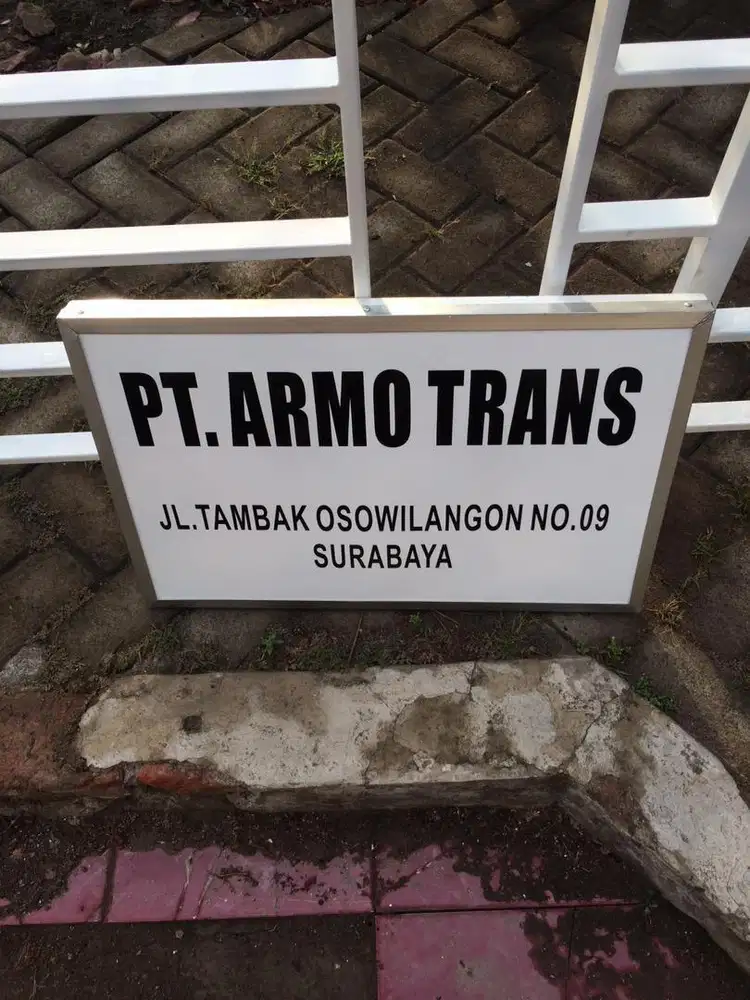 PT. ARMO TRANS
JL.TAMBAK OSOWILANGON NO.09
SURABAYA